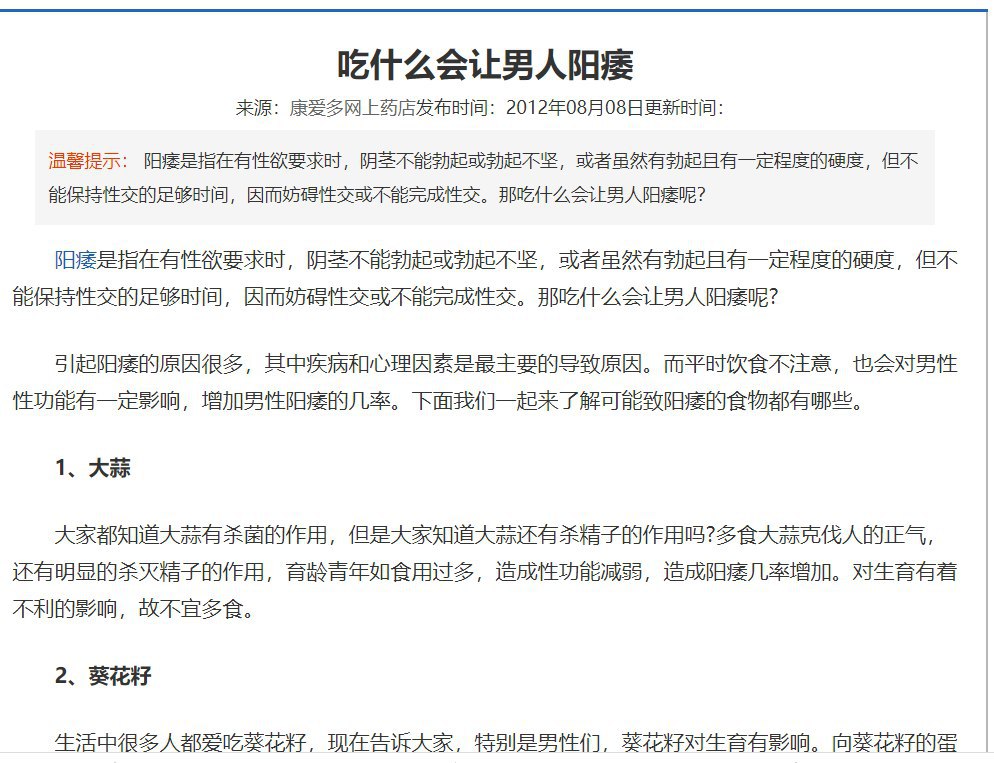 吃什么会让男人阳痿
来源：康爱多网上药店发布时间：2012年08月08日更新时间：
温馨提示： 阳痿是指在有性欲要求时，阴茎不能勃起或勃起不坚，或者虽然有勃起且有一定程度的硬度，但不
能保持性交的足够时间，因而妨碍性交或不能完成性交。那吃什么会让男人阳痿呢？
阳痿是指在有性欲要求时，阴茎不能勃起或勃起不坚，或者虽然有勃起且有一定程度的硬度，但不
能保持性交的足够时间，因而妨碍性交或不能完成性交。那吃什么会让男人阳痿呢？
引起阳痿的原因很多，其中疾病和心理因素是最主要的导致原因。而平时饮食不注意，也会对男性
性功能有一定影响，增加男性阳痿的几率。下面我们一起来了解可能致阳痿的食物都有哪些。
1、大蒜
大家都知道大蒜有杀菌的作用，但是大家知道大蒜还有杀精子的作用吗?多食大蒜克伐人的正气，
还有明显的杀灭精子的作用，育龄青年如食用过多，造成性功能减弱，造成阳痿几率增加。对生育有着
不利的影响，故不宜多食。
2、葵花籽
生活中很多人都爱吃葵花籽，现在告诉大家，特别是男性们，葵花籽对生育有影响。向葵花籽的蛋